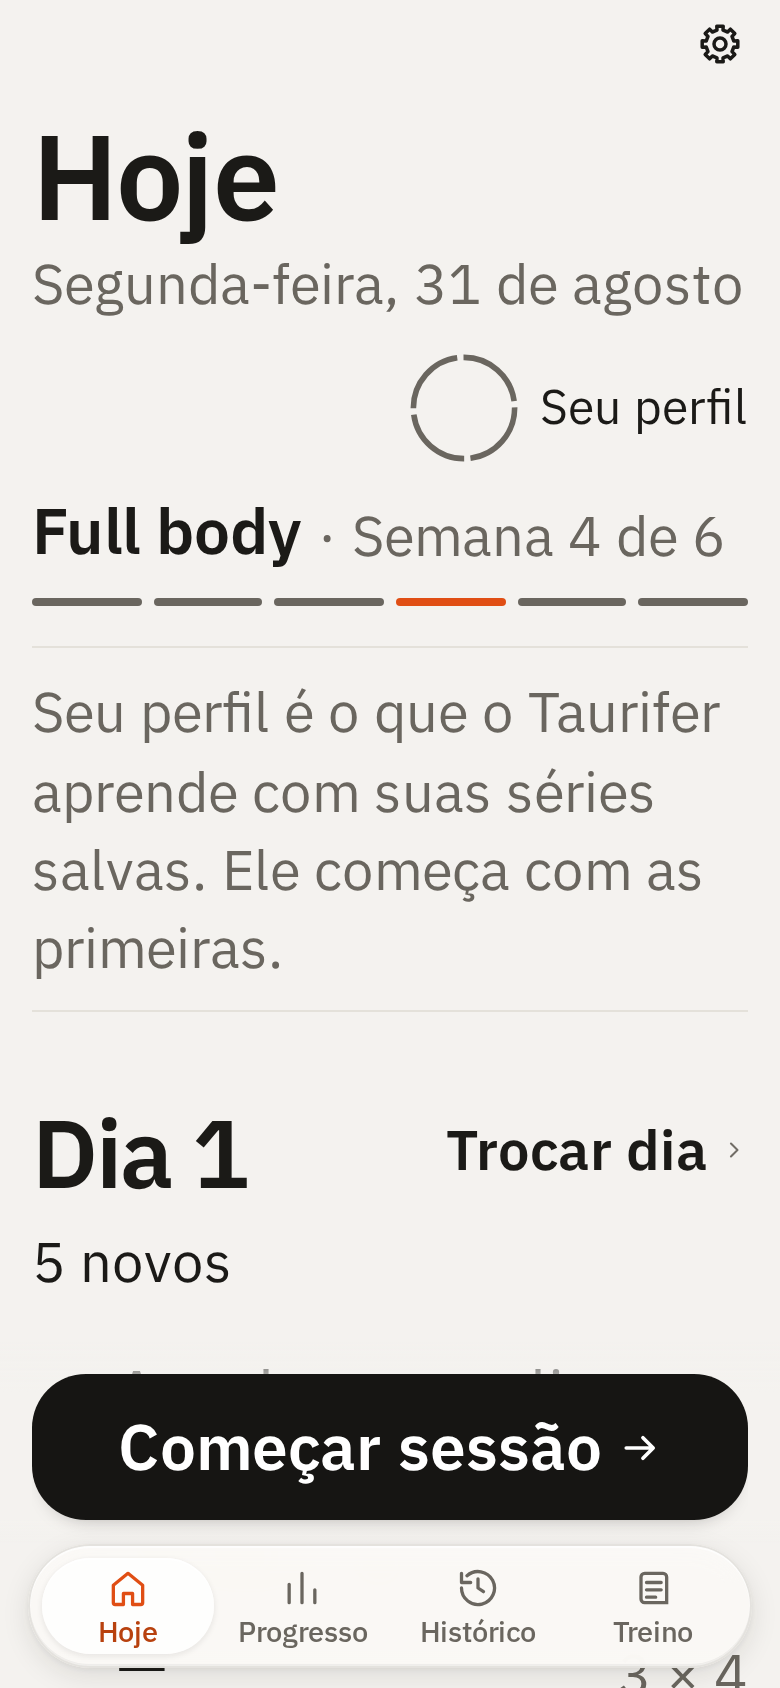 Hoje
Segunda-feira, 31 de agosto
Seu perfil
Full body · Semana 4 de 6
Seu perfil é o que o Taurifer
aprende com suas séries
salvas. Ele começa com as
primeiras.
Dia 1
Trocar dia
5 novos
Começar sessão →
Hoje
Progresso
Histórico
Treino
3 × 4